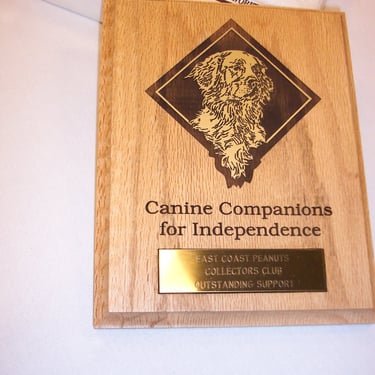 Canine Companions
for Independence
EAST COAST PEANUTS
COLLECTORS CLUB
OUTSTANDING SUPPORT